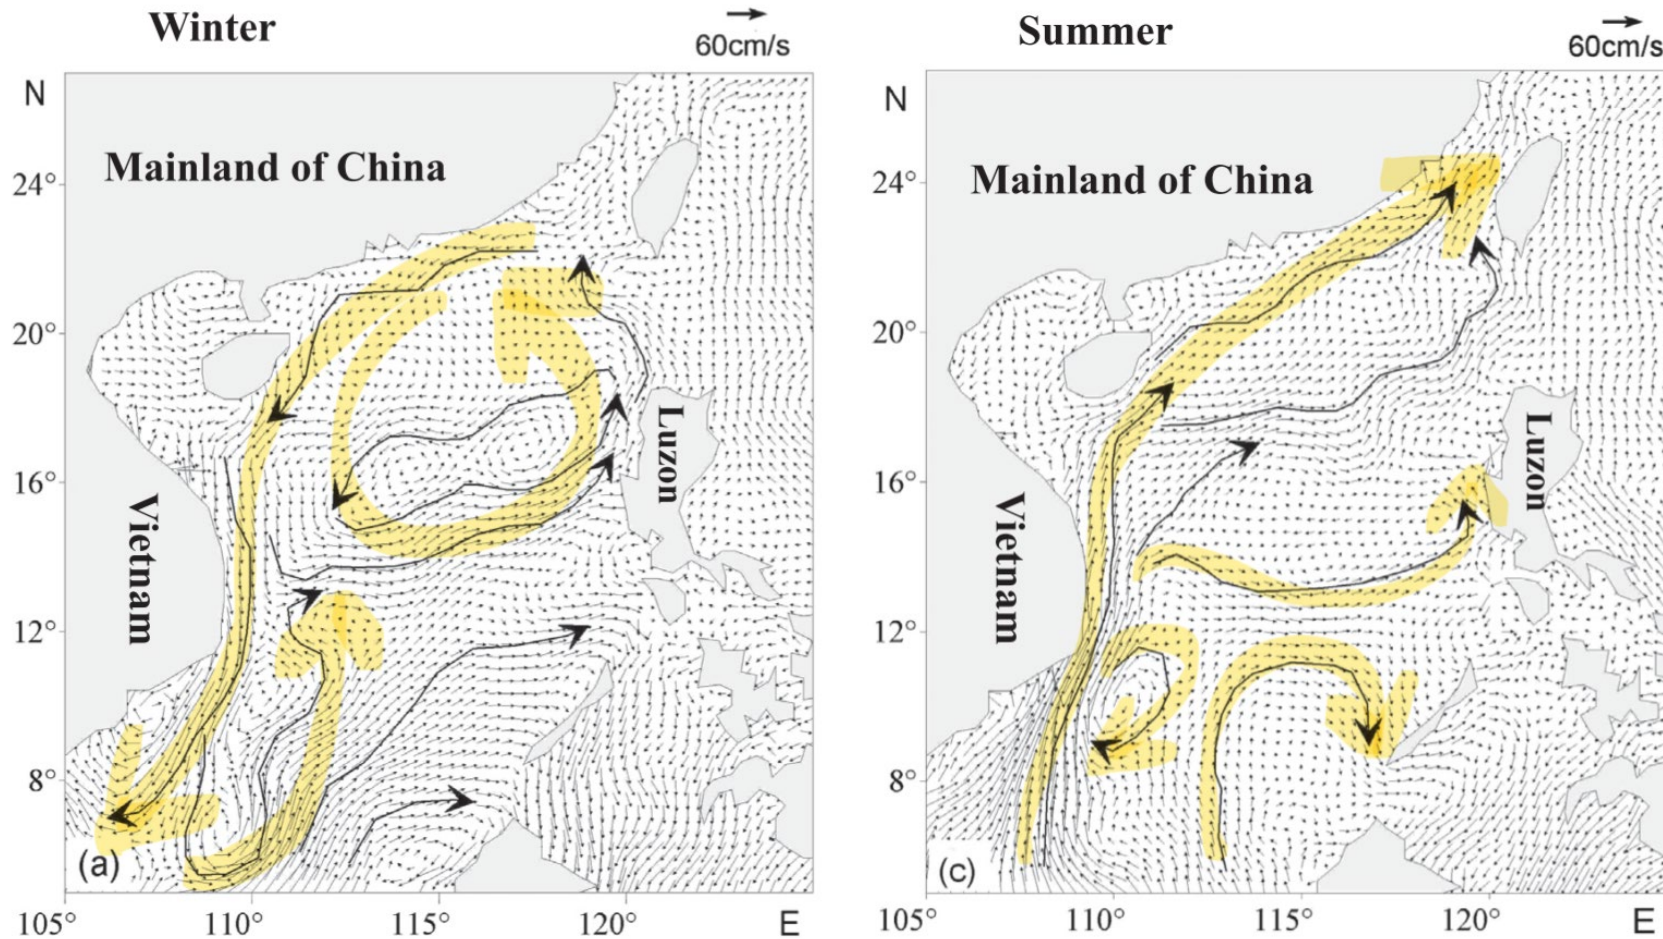 Winter
60cm/s
N
Mainland of China
24°
20°
16°
12°
8°
Vietnam
Luzon
(a)
105°
110°
115°
120°
E
Summer
60cm/s
N
Mainland of China
24°
20°
16°
12°
8°
Vietnam
Luzon
(c)
105°
110°
115°
120°
E